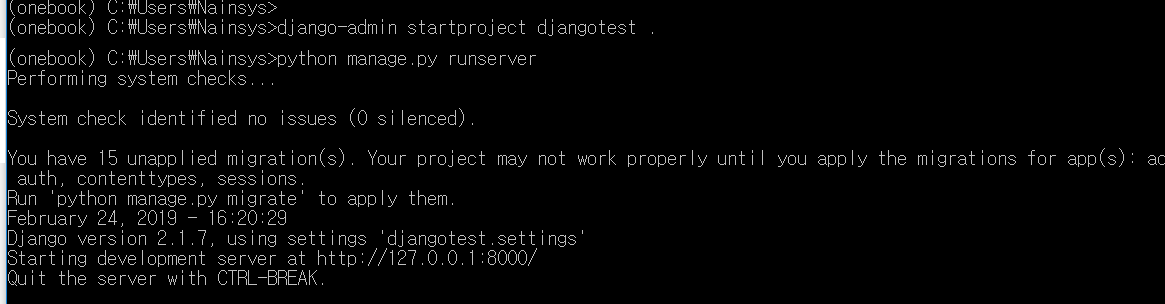 (onebook) C:₩Users₩Nainsys>
(onebook) C:₩Users₩Nainsys>django-admin startproject djangotest .
(onebook) C:₩Users₩Nainsys>python manage.py runserver
Performing system checks...
System check identified no issues (0 silenced).
You have 15 unapplied migration(s). Your project may not work properly until you apply the migrations for app(s):
auth, contenttypes, sessions.
Run 'python manage.py migrate' to apply them.
February 24, 2019 - 16:20:29
Django version 2.1.7, using settings 'djangotest.settings'
Starting development server at http://127.0.0.1:8000/
Quit the server with CTRL-BREAK.